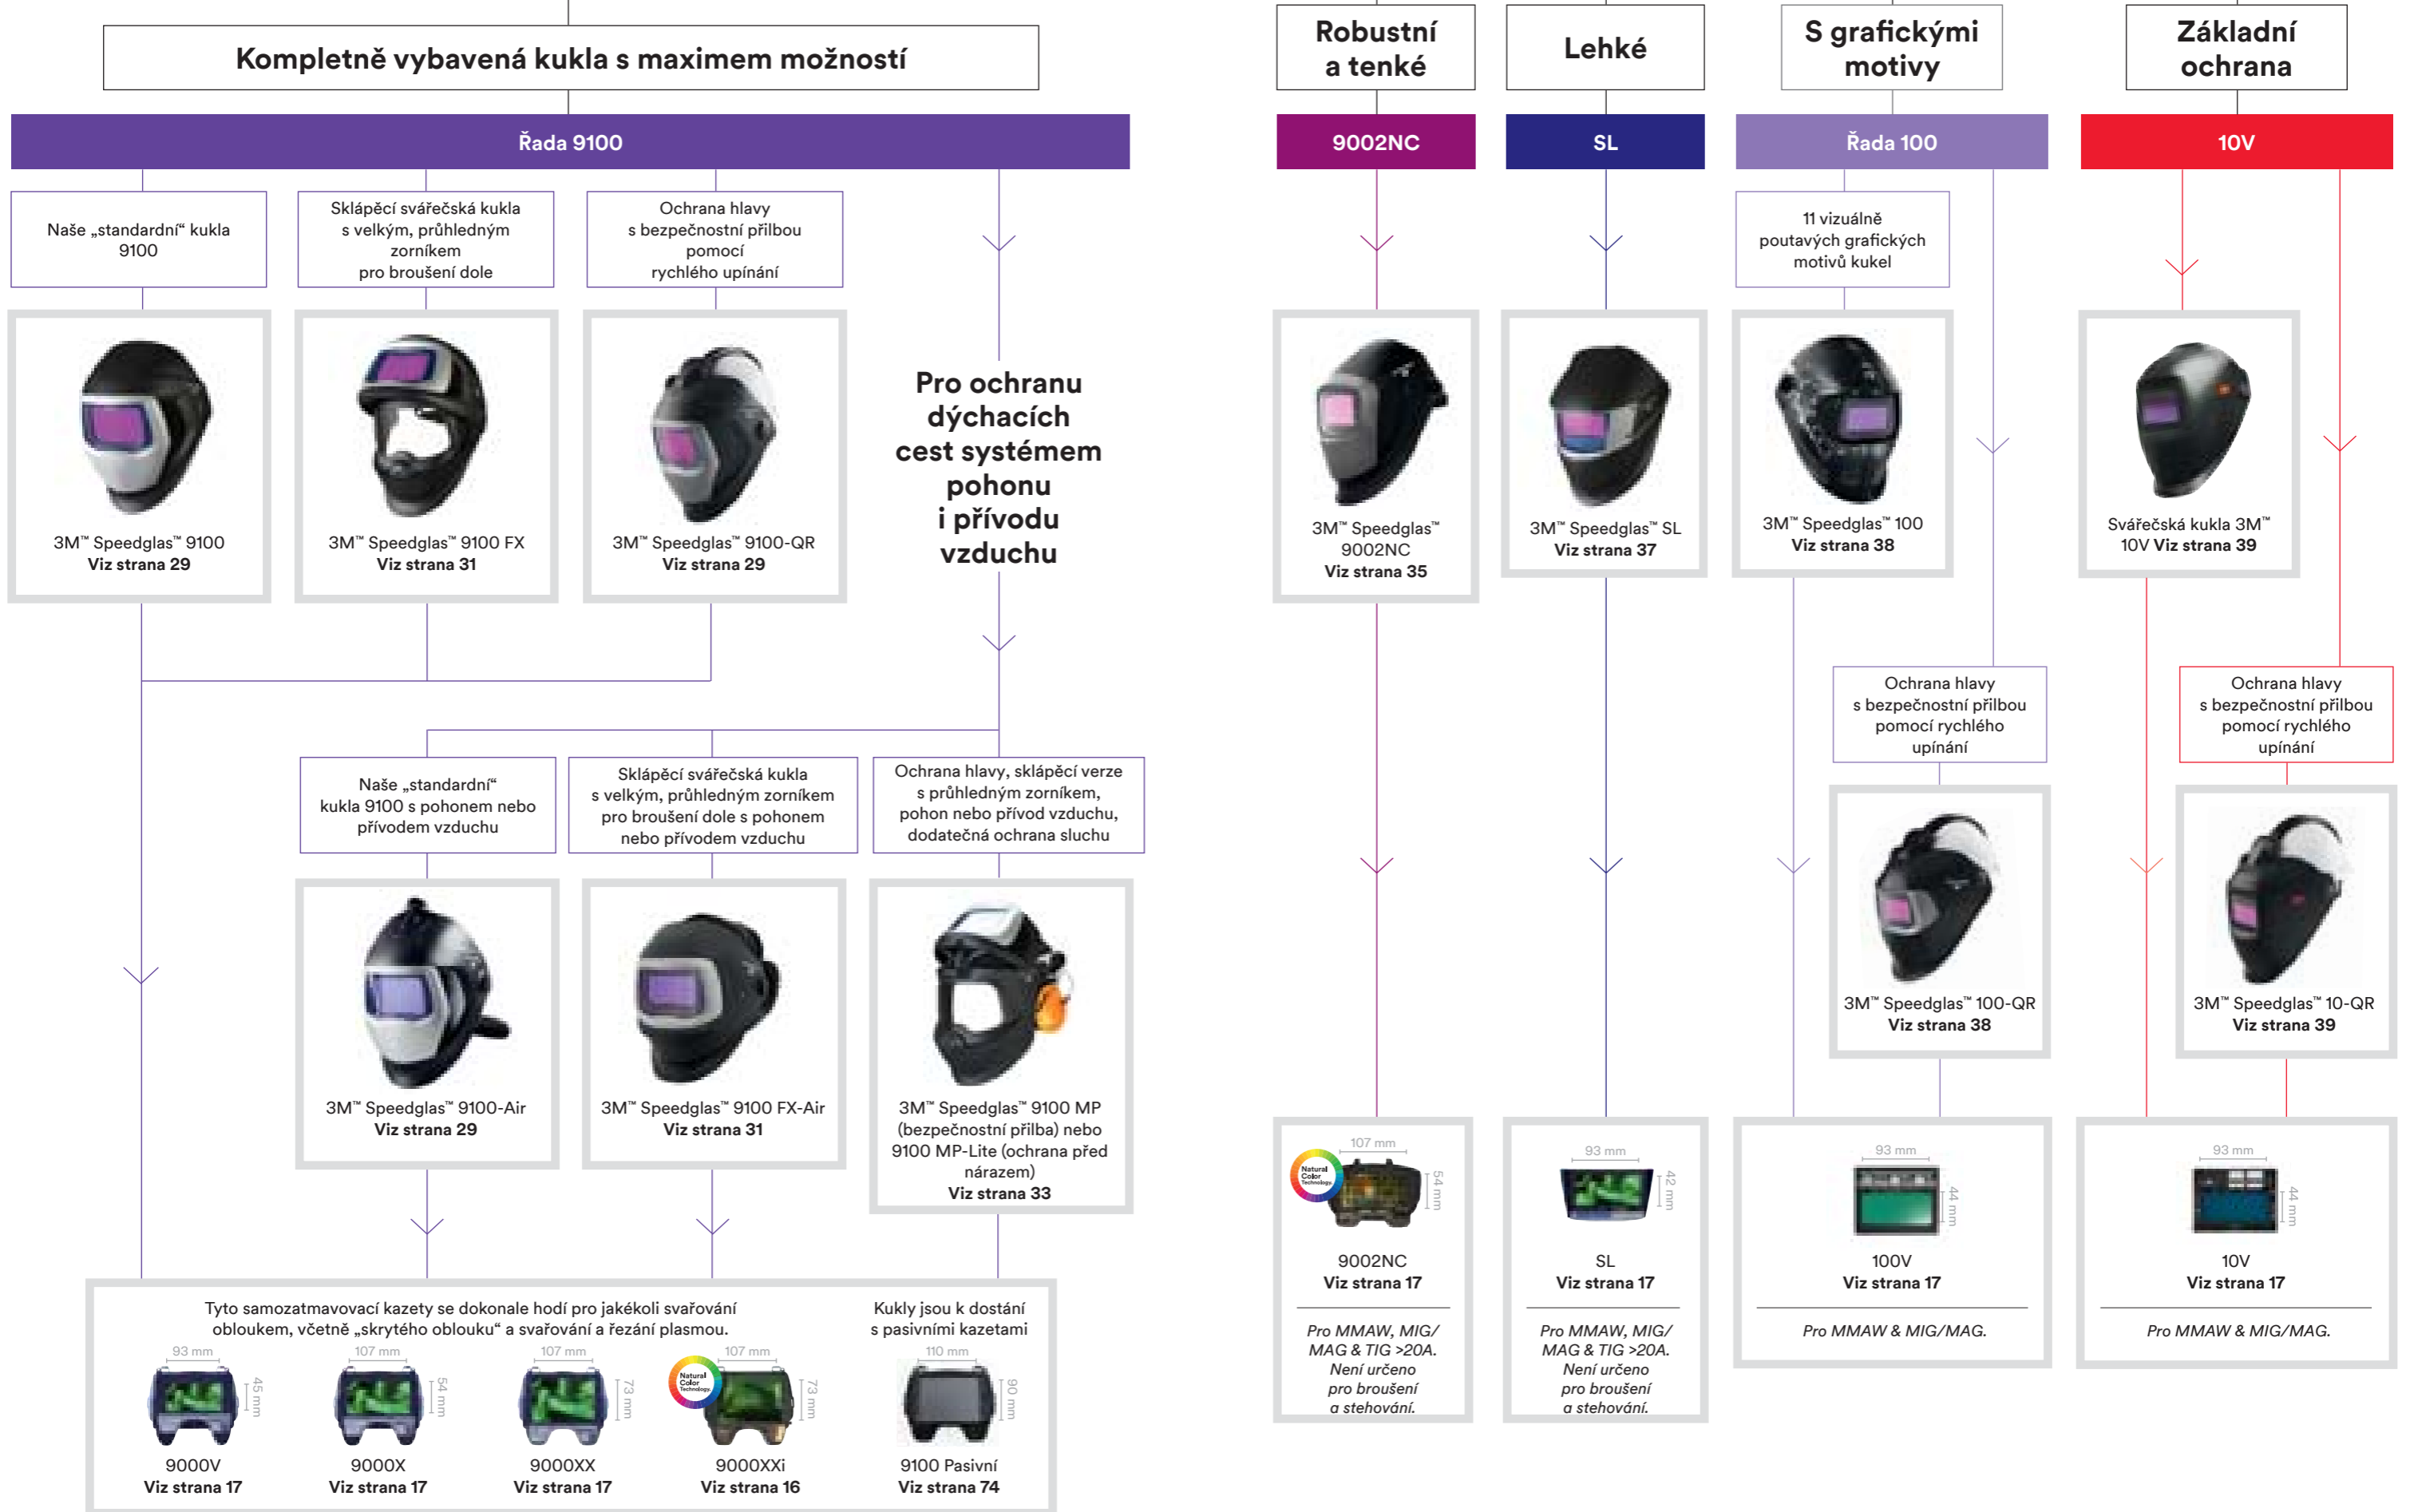 Kompletně vybavená kukla s maximem možností
Řada 9100
Naše „standardní“ kukla
9100
Sklápěcí svářečská kukla
s velkým, průhledným
zorníkem
pro broušení dole
Ochrana hlavy
s bezpečnostní přilbou
pomocí
rychlého upínání
3M™ Speedglas™ 9100
Viz strana 29
3M™ Speedglas™ 9100 FX
Viz strana 31
3M™ Speedglas™ 9100-QR
Viz strana 29
Pro ochranu
dýchacích
cest systémem
pohonu
i přívodu
vzduchu
Naše „standardní“
kukla 9100 s pohonem nebo
přívodem vzduchu
Sklápěcí svářečská kukla
s velkým, průhledným zorníkem
pro broušení dole s pohonem
nebo přívodem vzduchu
Ochrana hlavy, sklápěcí verze
s průhledným zorníkem,
pohon nebo přívod vzduchu,
dodatečná ochrana sluchu
3M™ Speedglas™ 9100-Air
Viz strana 29
3M™ Speedglas™ 9100 FX-Air
Viz strana 31
3M™ Speedglas™ 9100 MP
(bezpečnostní přilba) nebo
9100 MP-Lite (ochrana před
nárazem)
Viz strana 33
Tyto samozatmavovací kazety se dokonale hodí pro jakékoli svařování
obloukem, včetně „skrytého oblouku“ a svařování a řezání plasmou.
Kukly jsou k dostání
s pasivními kazetami
93 mm
45 mm
9000V
Viz strana 17
107 mm
54 mm
9000X
Viz strana 17
107 mm
73 mm
9000XX
Viz strana 17
Natural
Color
Technology.
107 mm
73 mm
9000XXi
Viz strana 16
110 mm
90 mm
9100 Pasivní
Viz strana 74
Robustní
a tenké
9002NC
3M™ Speedglas™
9002NC
Viz strana 35
Natural
Color
Technology.
107 mm
54 mm
9002NC
Viz strana 17
Pro MMAW, MIG/
MAG & TIG >20A.
Není určeno
pro broušení
a stehování.
Lehké
SL
3M™ Speedglas™ SL
Viz strana 37
93 mm
42 mm
SL
Viz strana 17
Pro MMAW, MIG/
MAG & TIG >20A.
Není určeno
pro broušení
a stehování.
S grafickými
motivy
Řada 100
11 vizuálně
poutavých grafických
motivů kukel
3M™ Speedglas™ 100
Viz strana 38
Ochrana hlavy
s bezpečnostní přilbou
pomocí rychlého
upínání
3M™ Speedglas™ 100-QR
Viz strana 38
93 mm
44 mm
100V
Viz strana 17
Pro MMAW & MIG/MAG.
Základní
ochrana
10V
Svářečská kukla 3M™
10V Viz strana 39
Ochrana hlavy
s bezpečnostní přilbou
pomocí rychlého
upínání
3M™ Speedglas™ 10-QR
Viz strana 39
93 mm
44 mm
10V
Viz strana 17
Pro MMAW & MIG/MAG.